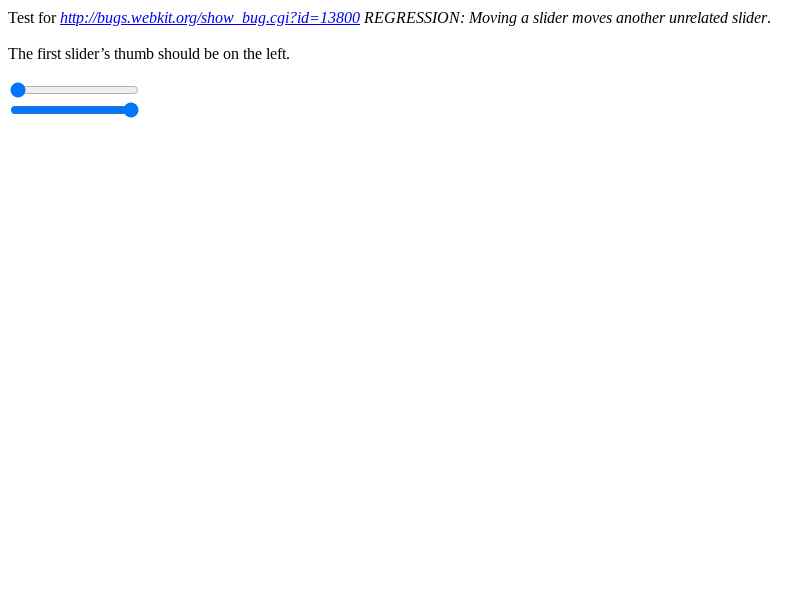 Test for http://bugs.webkit.org/show_bug.cgi?id=13800 REGRESSION: Moving a slider moves another unrelated slider.
The first slider’s thumb should be on the left.